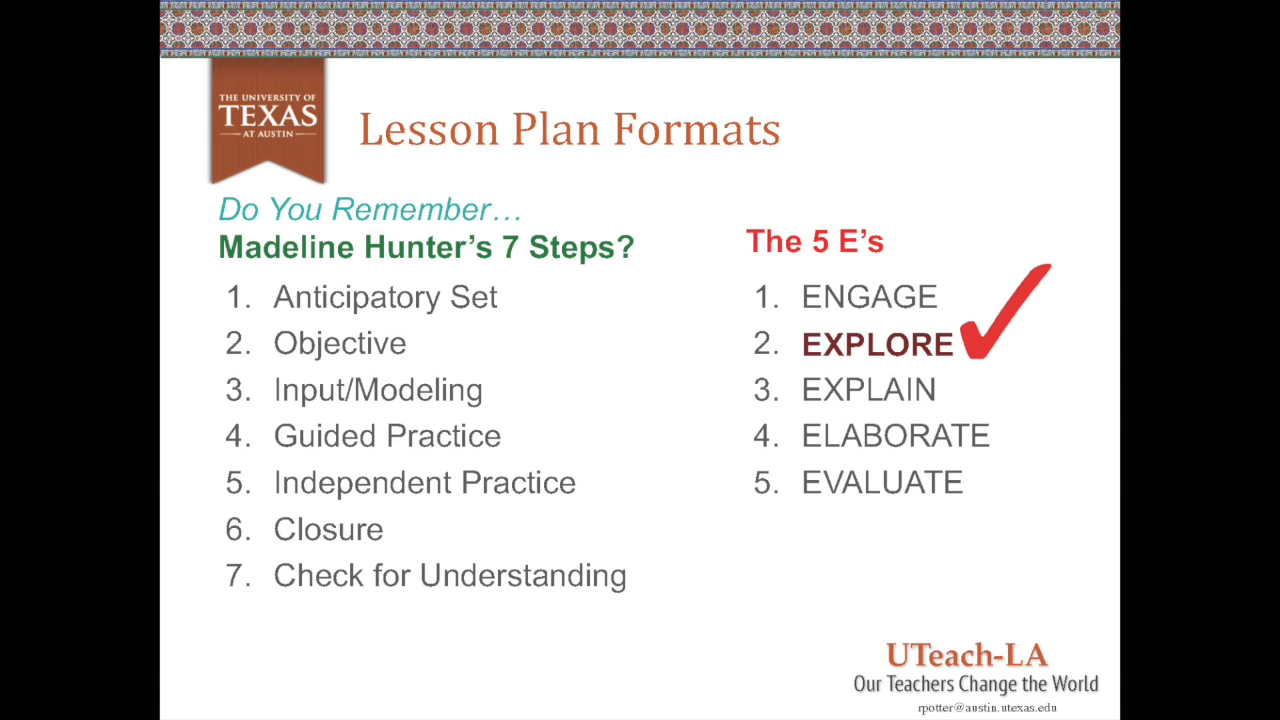 THE UNIVERSITY OF
TEXAS
AT AUSTIN
Lesson Plan Formats
Do You Remember…
Madeline Hunter’s 7 Steps?
1. Anticipatory Set
2. Objective
3. Input/Modeling
4. Guided Practice
5. Independent Practice
6. Closure
7. Check for Understanding
The 5 E’s
1. ENGAGE
2. EXPLORE
3. EXPLAIN
4. ELABORATE
5. EVALUATE
UTeach-LA
Our Teachers Change the World
rpotter@austin.utexas.edu